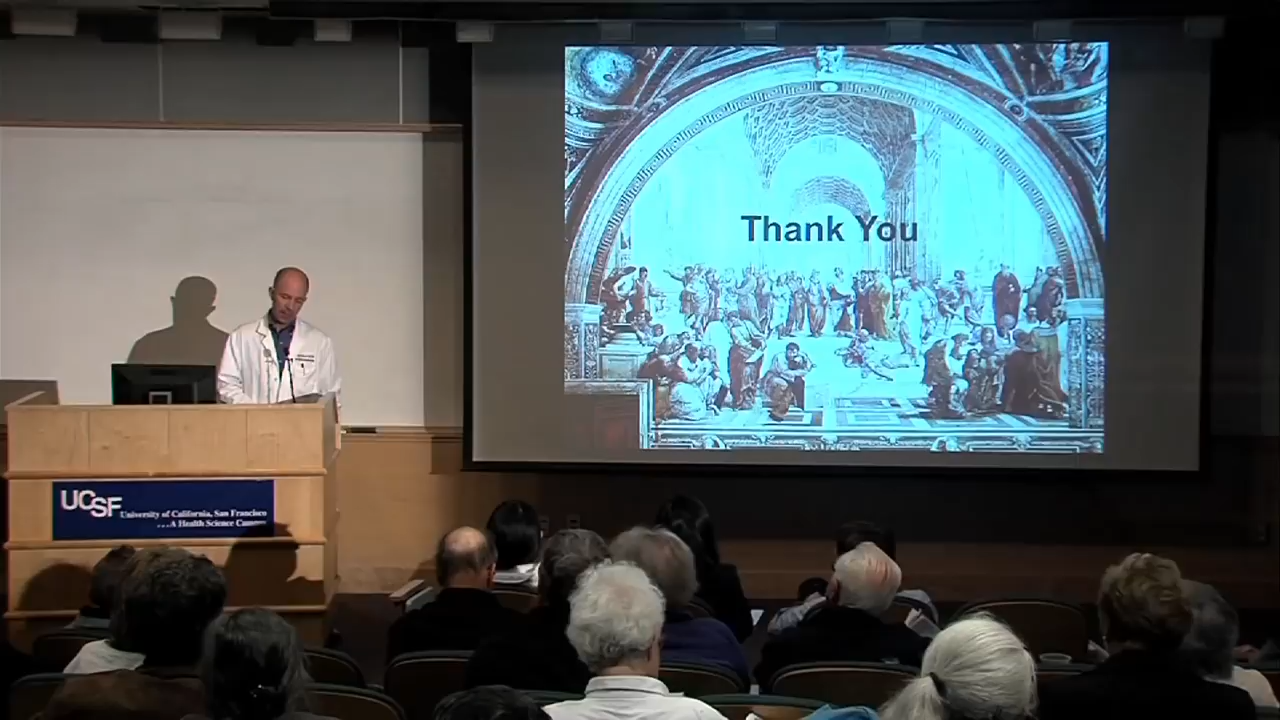 Thank You
UCSF
University of California, San Francisco
...A Health Science Campus